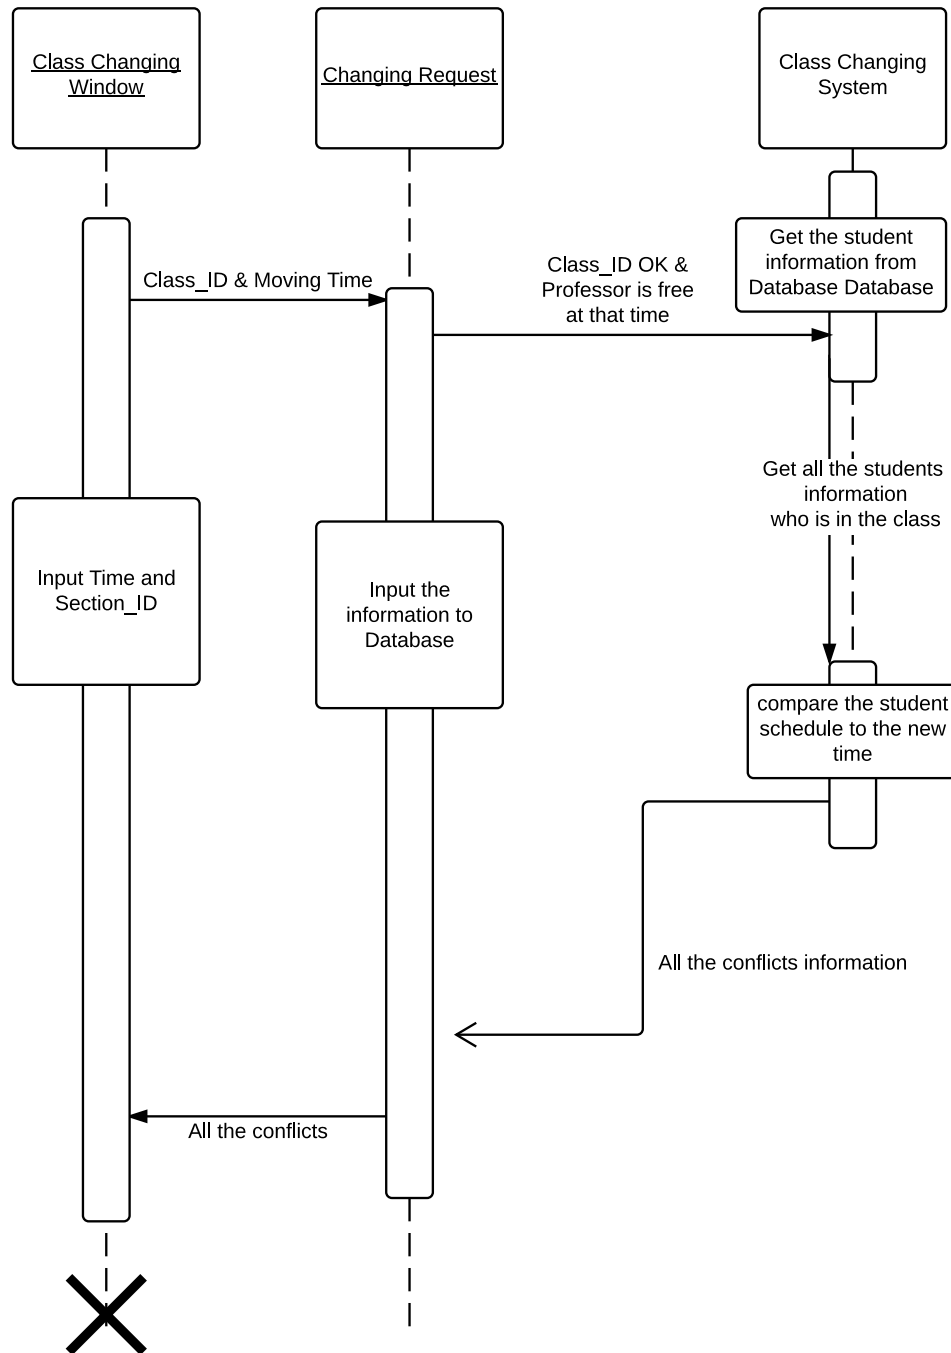 Class Changing
Window
Changing Request
Class Changing
System
Get the student
information from
Database Database
Class_ID & Moving Time
Class_ID OK &
Professor is free
at that time
Get all the students
information
who is in the class
Input Time and
Section_ID
Input the
information to
Database
compare the student
schedule to the new
time
All the conflicts information
All the conflicts